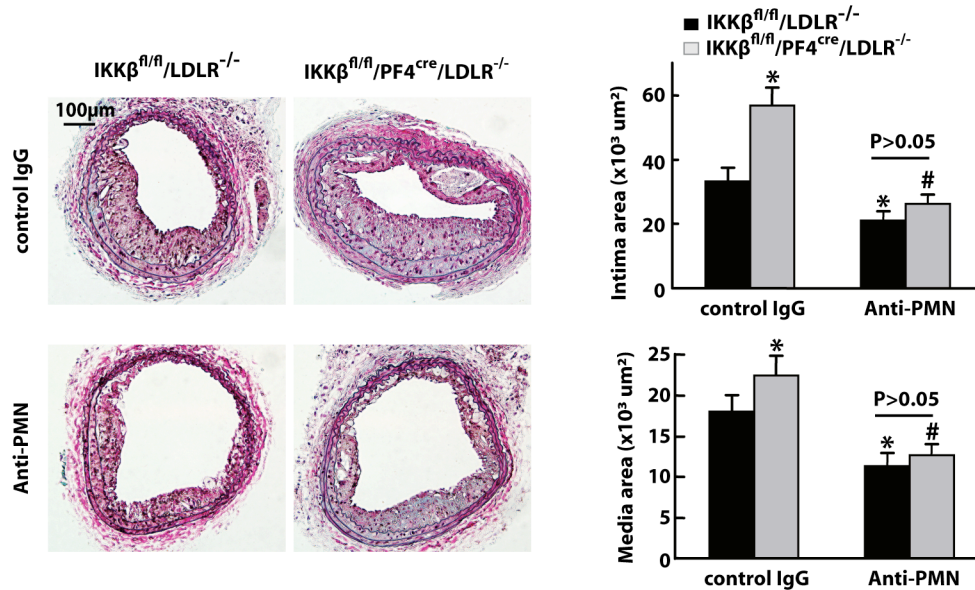 IKKβfl/fl/LDLR-/-
IKKβfl/fl/PF4cre/LDLR-/-
100µm
control IgG
Anti-PMN
IKKβfl/fl/LDLR-/-
IKKβfl/fl/PF4cre/LDLR-/-
Intima area (x10³ um²)
60
40
20
0
*
P>0.05
*
#
control IgG
Anti-PMN
Media area (x10³ um²)
25
20
15
10
5
0
*
P>0.05
*
#
control IgG
Anti-PMN